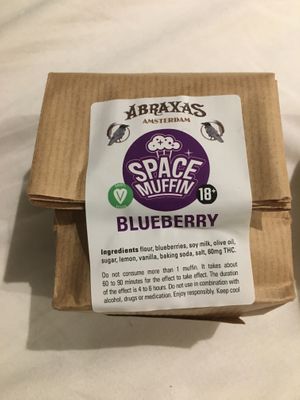 ABRAXAS
AMSTERDAM
SPACE
MUFFIN
V
18+
BLUEBERRY
Ingredients flour, blueberries, soy milk, olive oil,
sugar, lemon, vanilla, baking soda, salt, 60mg THC.
Do not consume more than 1 muffin. It takes about
60 to 90 minutes for the effect to take effect. The duration
of the effect is 4 to 8 hours. Do not use in combination with
alcohol, drugs or medication. Enjoy responsibly. Keep cool